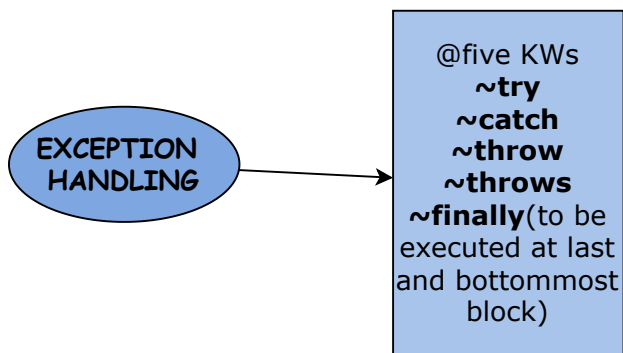 EXCEPTION
HANDLING
@five KWs
~try
~catch
~throw
~throws
~finally(to be
executed at last
and bottommost
block)